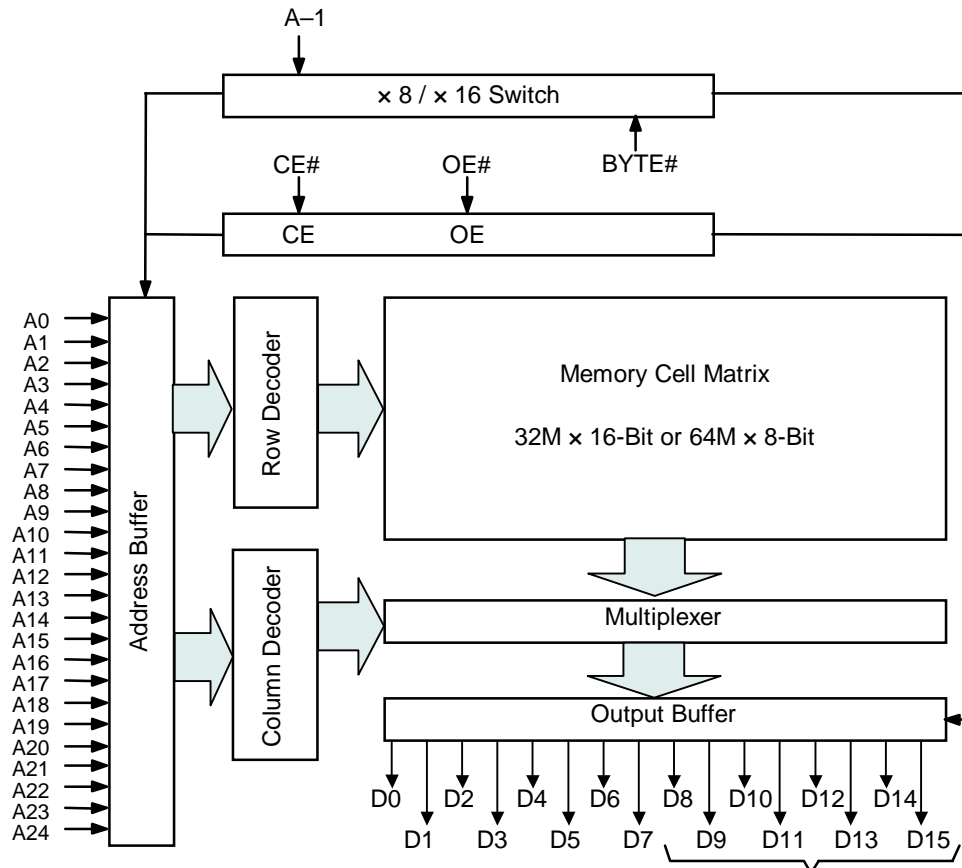 A–1
× 8 / × 16 Switch
CE# OE# BYTE#
CE OE
A0
A1
A2
A3
A4
A5
A6
A7
A8
A9
A10
A11
A12
A13
A14
A15
A16
A17
A18
A19
A20
A21
A22
A23
A24
Address Buffer
Row Decoder
Column Decoder
Memory Cell Matrix
32M × 16-Bit or 64M × 8-Bit
Multiplexer
Output Buffer
D0 D2 D4 D6 D8 D10 D12 D14
D1 D3 D5 D7 D9 D11 D13 D15